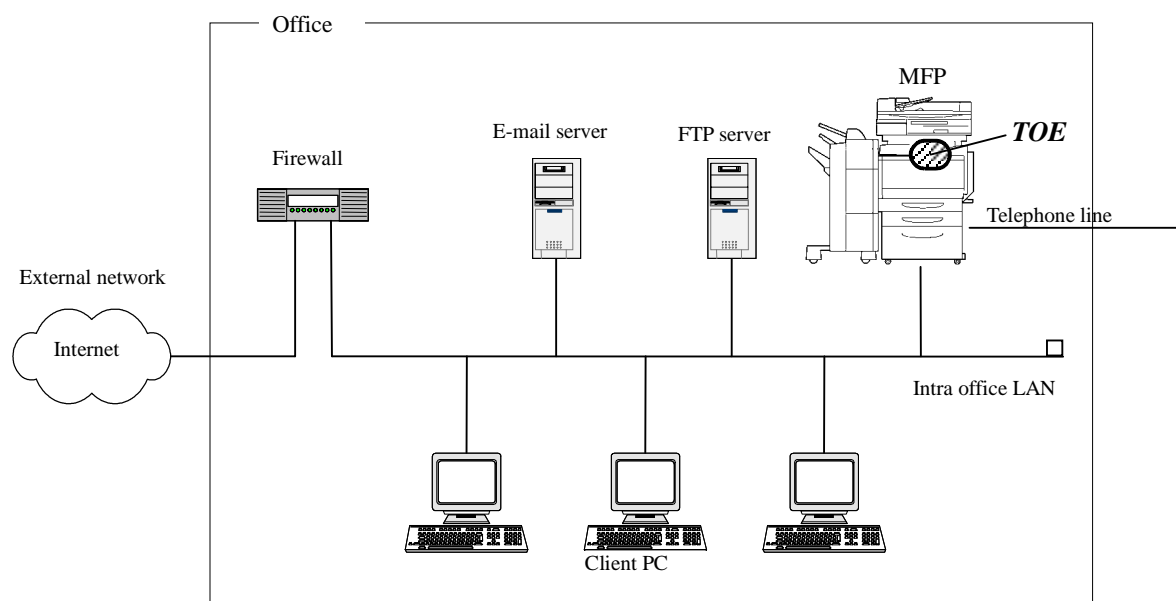 Office
MFP
TOE
E-mail server
FTP server
Firewall
Telephone line
External network
Internet
Intra office LAN
Client PC